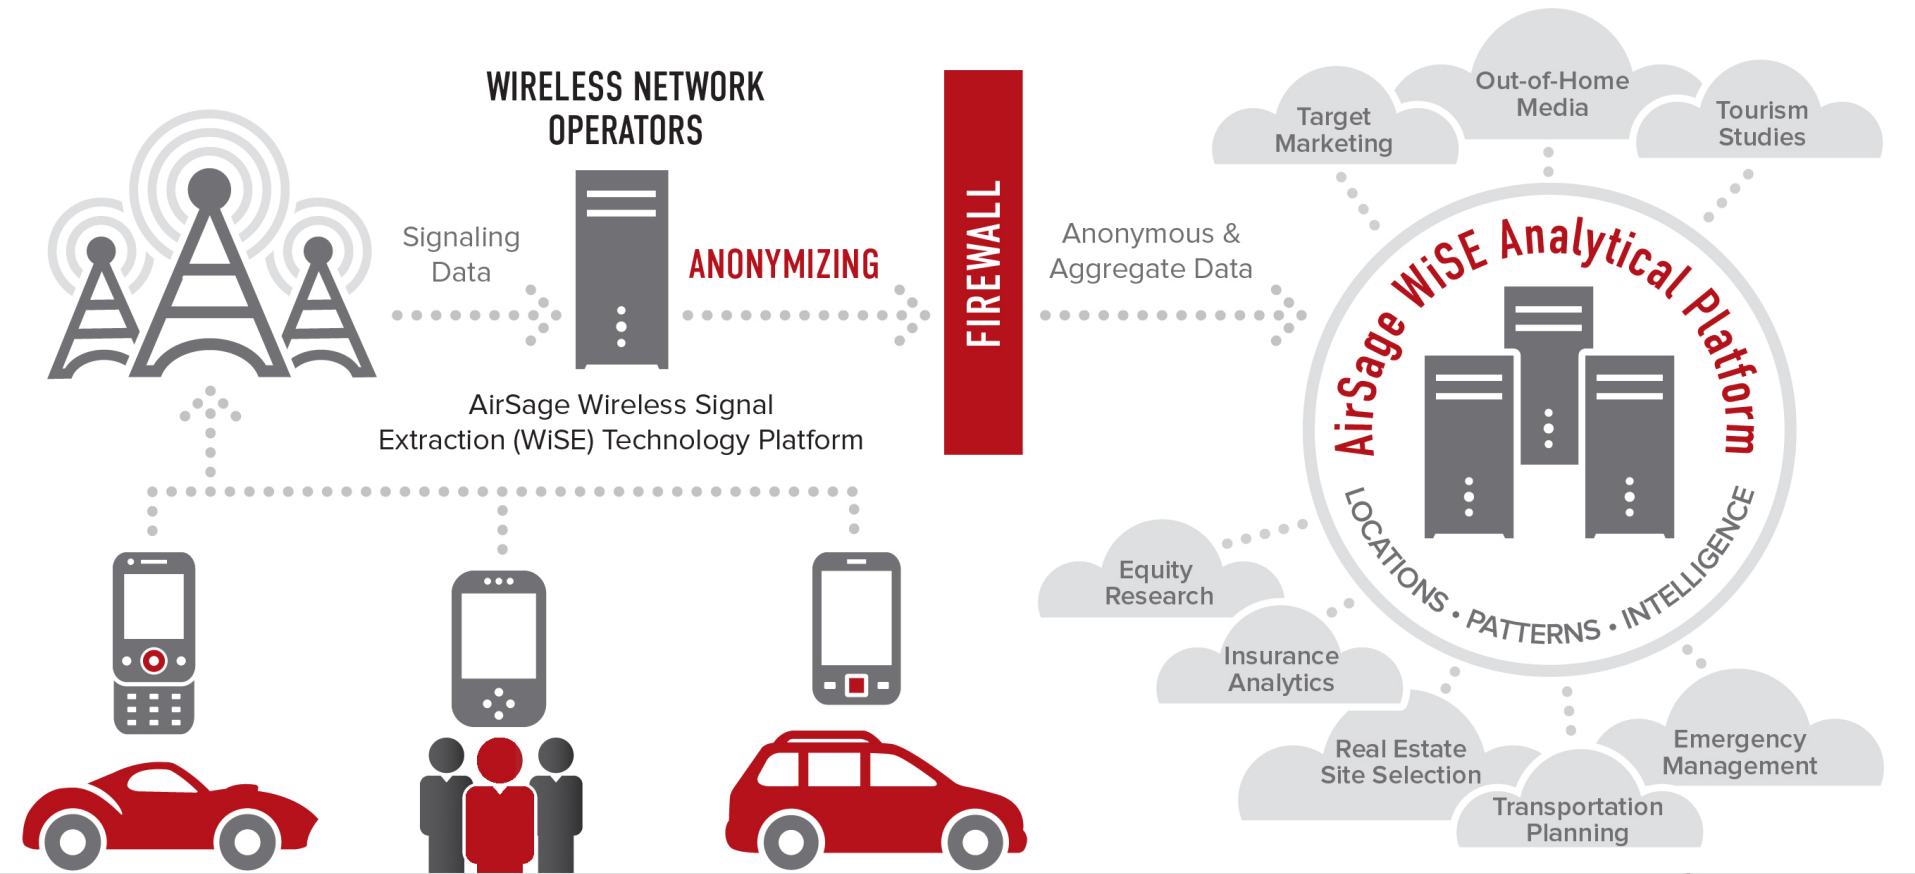 WIRELESS NETWORK
OPERATORS
Signaling
Data
ANONYMIZING
FIREWALL
Anonymous &
Aggregate Data
AirSage Wireless Signal
Extraction (WiSE) Technology Platform
Target
Marketing
Out-of-Home
Media
Tourism
Studies
AirSage WiSE Analytical Platform
LOCATIONS • PATTERNS • INTELLIGENCE
Equity
Research
Insurance
Analytics
Real Estate
Site Selection
Transportation
Planning
Emergency
Management